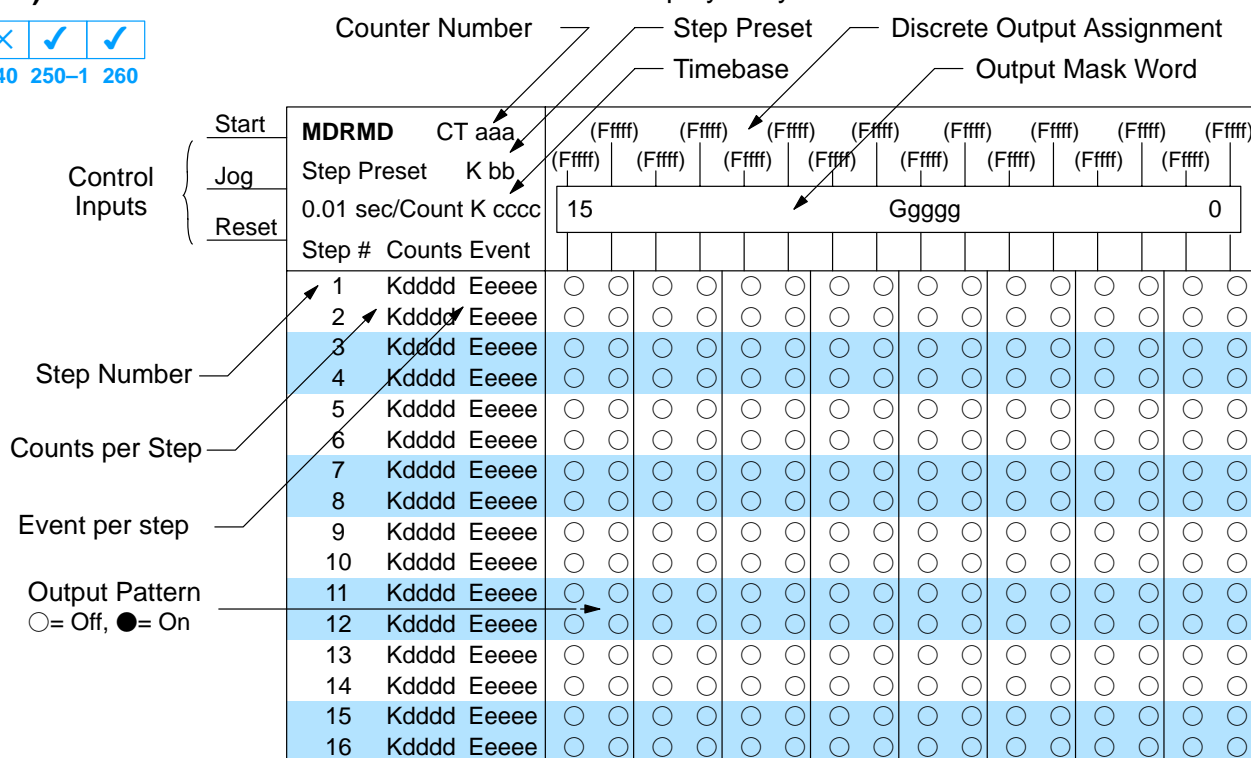 Counter Number
Step Preset
Discrete Output Assignment
Timebase
Output Mask Word
250–1 260
Control Inputs
Start
Jog
Reset
MDRMD CT aaa
Step Preset K bb
0.01 sec/Count K cccc
Step # Counts Event
(Fffff) (Fffff) (Fffff) (Fffff) (Fffff) (Fffff) (Fffff) (Fffff)
(Fffff) (Fffff) (Fffff) (Fffff) (Fffff) (Fffff) (Fffff) (Fffff)
15 Gggggg 0
1 Kdddd Eeeee
2 Kdddd Eeeee
3 Kdddd Eeeee
4 Kdddd Eeeee
5 Kdddd Eeeee
6 Kdddd Eeeee
7 Kdddd Eeeee
8 Kdddd Eeeee
9 Kdddd Eeeee
10 Kdddd Eeeee
11 Kdddd Eeeee
12 Kdddd Eeeee
13 Kdddd Eeeee
14 Kdddd Eeeee
15 Kdddd Eeeee
16 Kdddd Eeeee
Step Number
Counts per Step
Event per step
Output Pattern
○= Off, ●= On